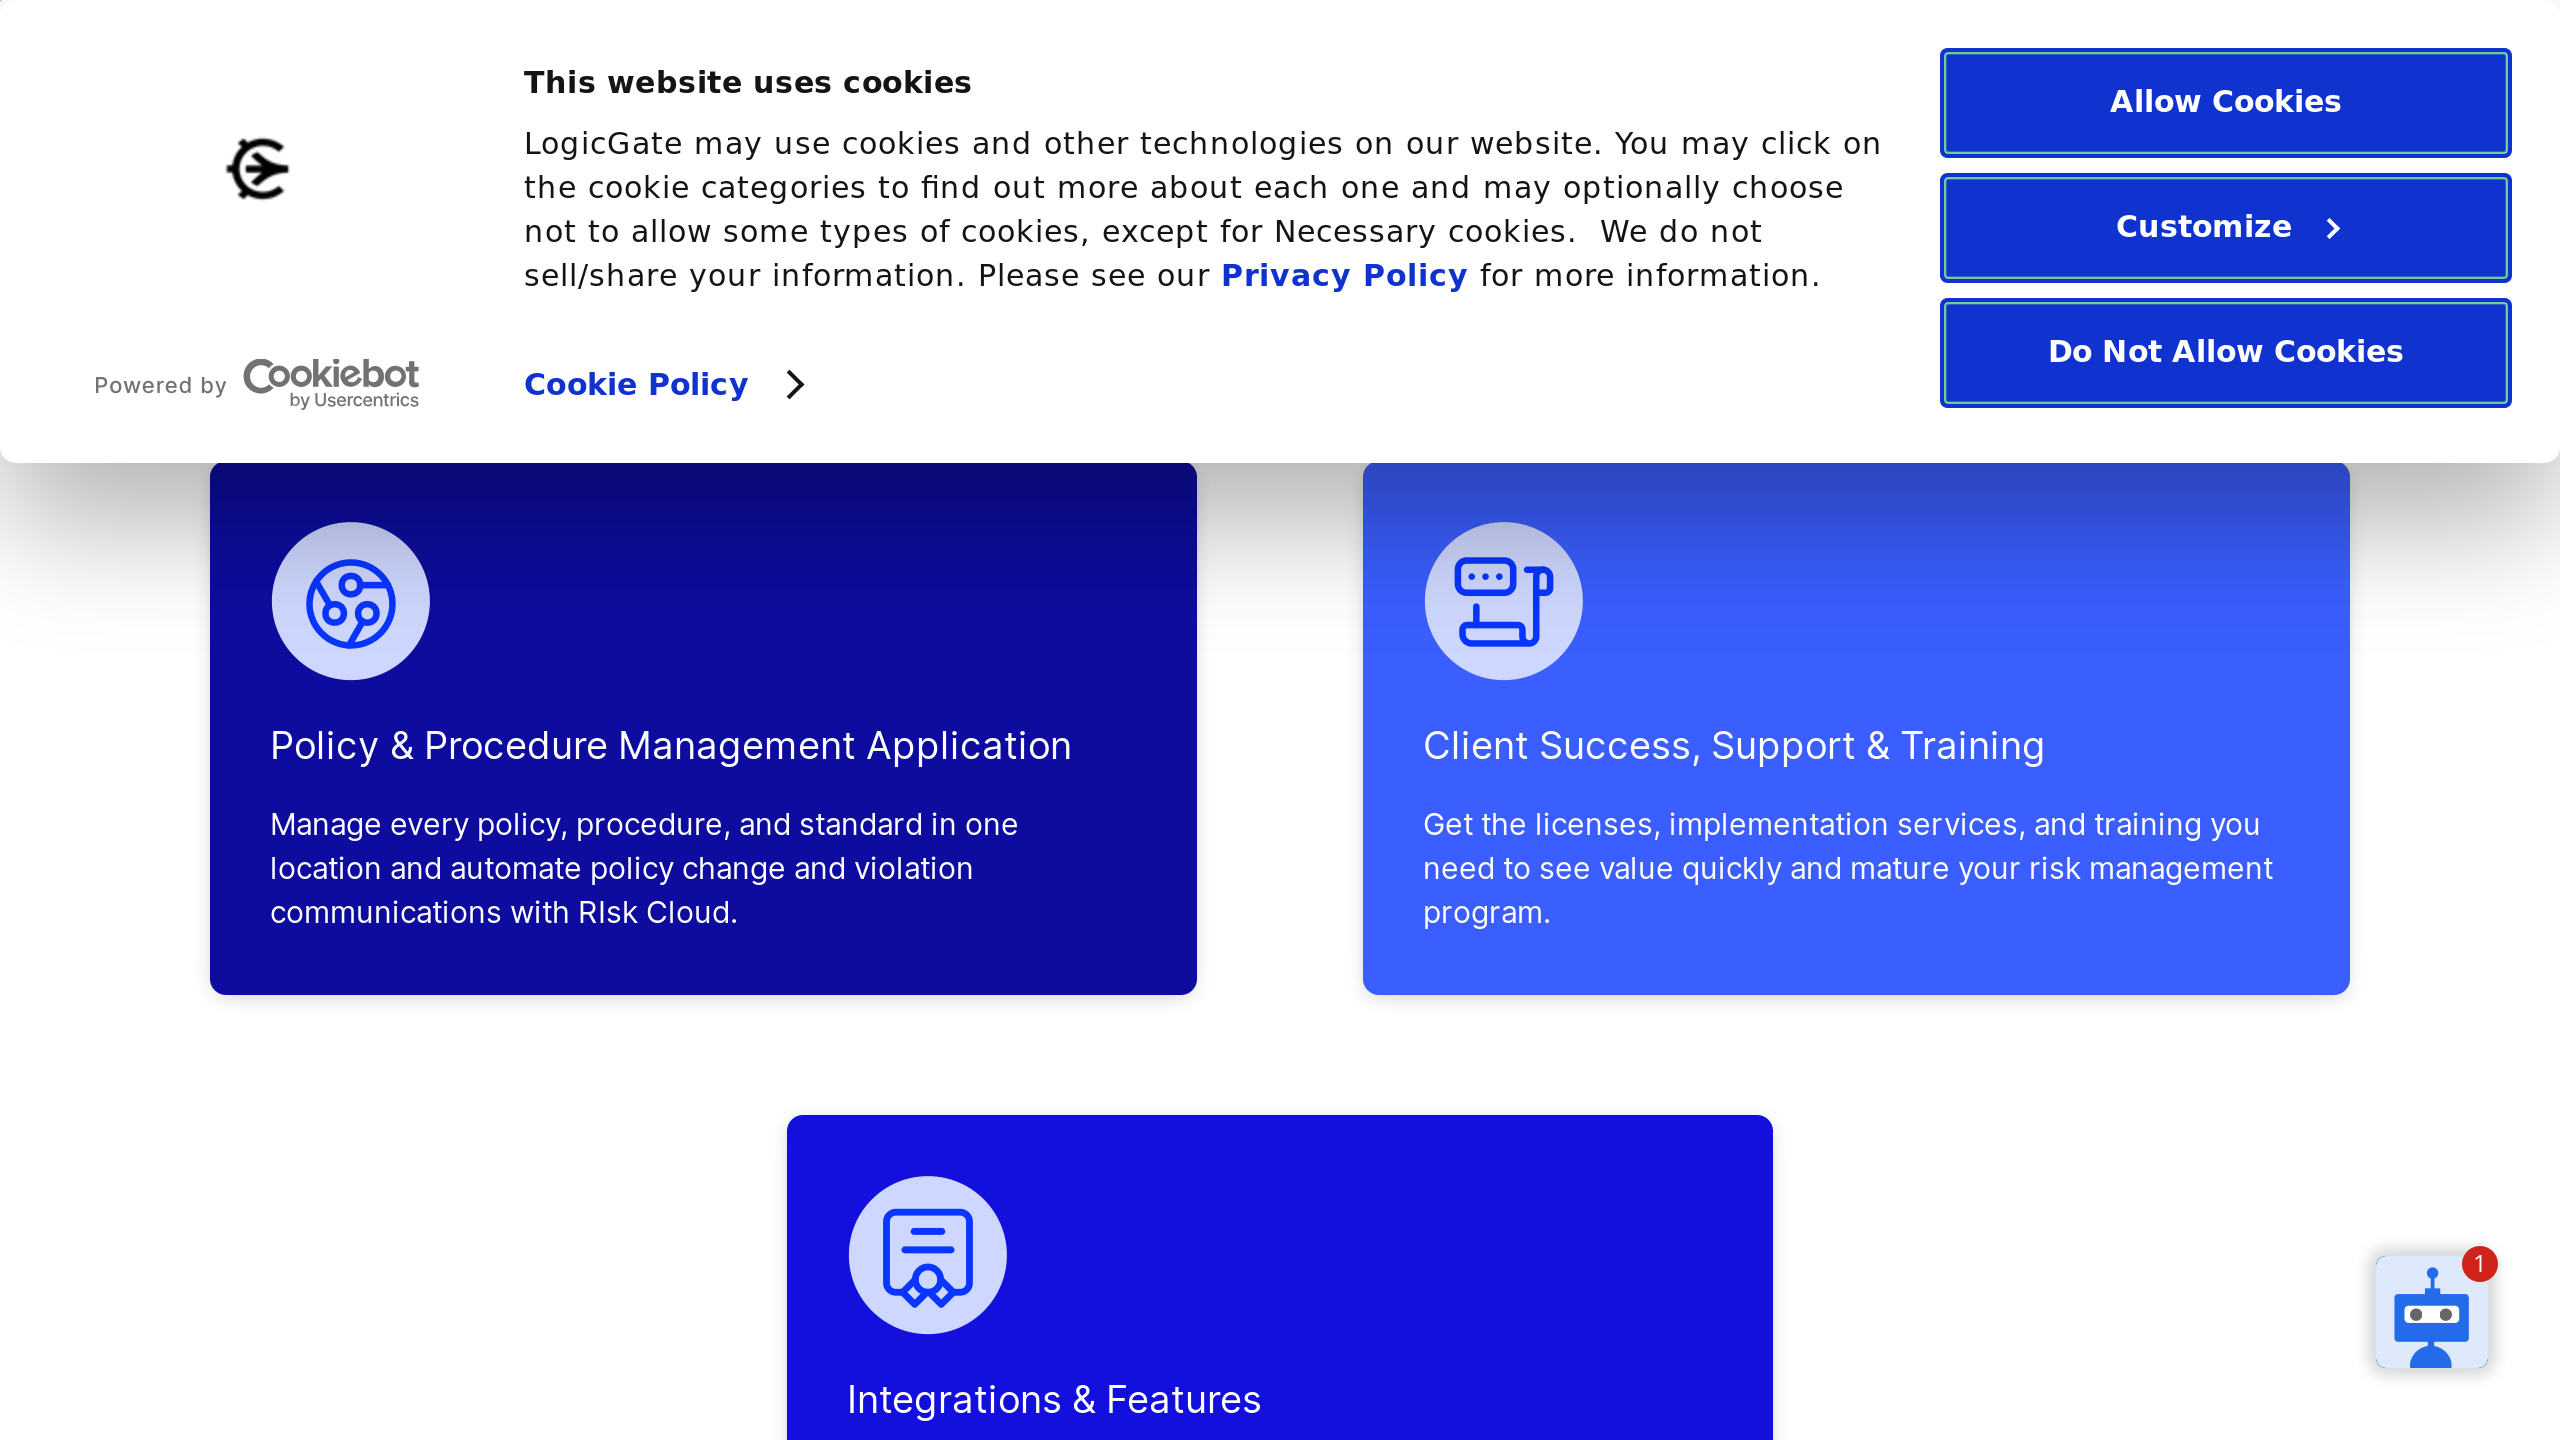 This website uses cookies
LogicGate may use cookies and other technologies on our website. You may click on
the cookie categories to find out more about each one and may optionally choose
not to allow some types of cookies, except for Necessary cookies.  We do not
sell/share your information. Please see our Privacy Policy for more information.
Powered by Cookiebot
by Usercentrics
Cookie Policy
Allow Cookies
Customize
Do Not Allow Cookies
Policy & Procedure Management Application
Manage every policy, procedure, and standard in one
location and automate policy change and violation
communications with RIsk Cloud.
Client Success, Support & Training
Get the licenses, implementation services, and training you
need to see value quickly and mature your risk management
program.
Integrations & Features
1